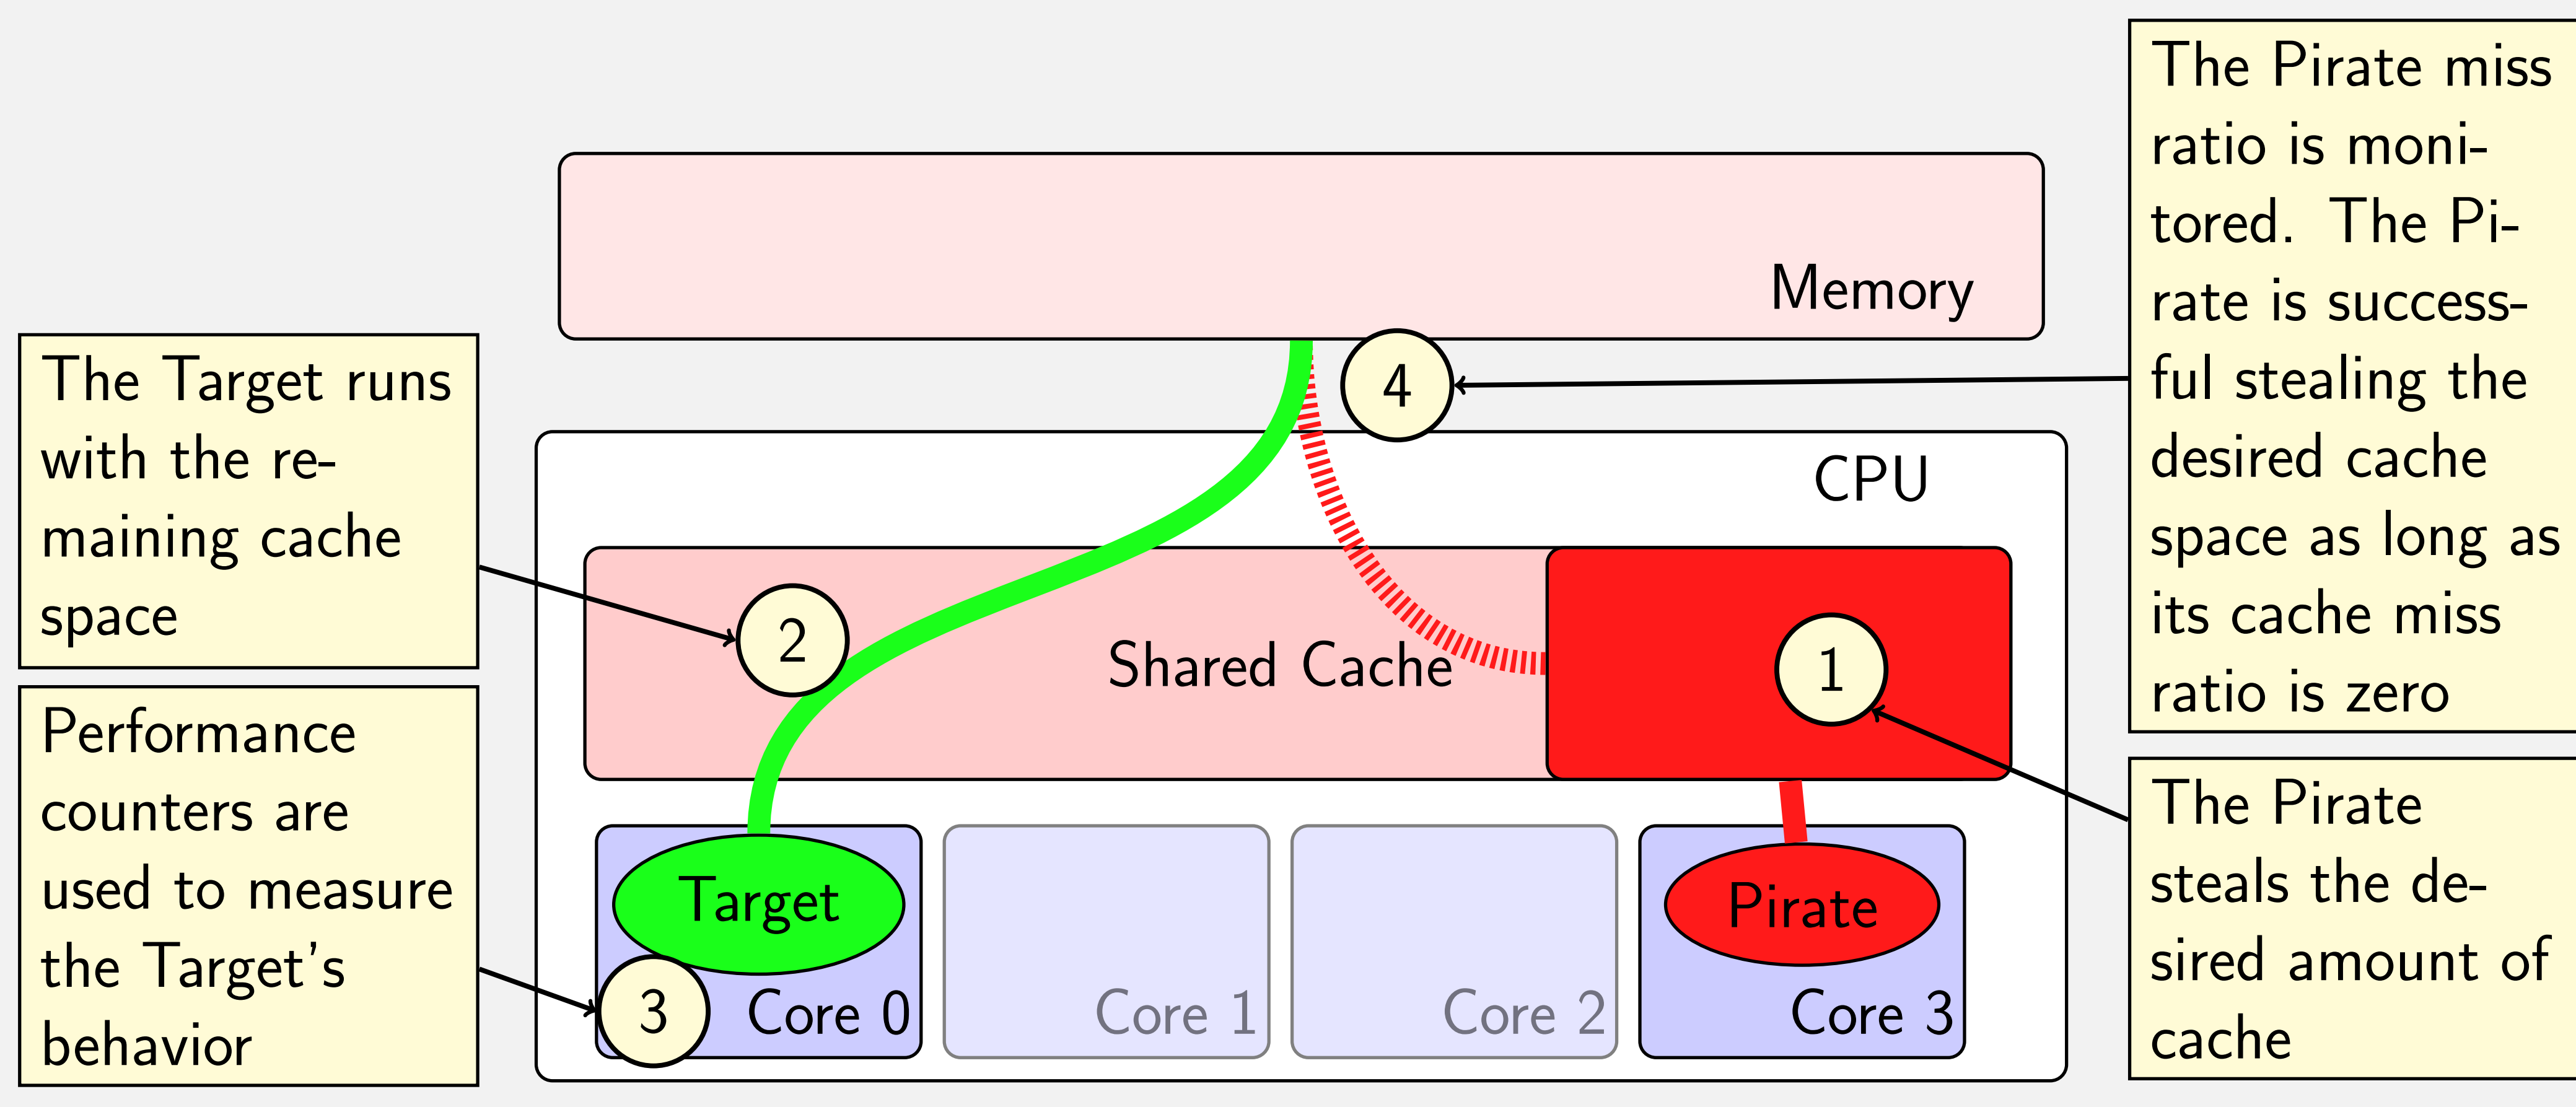 The Target runs
with the re-
maining cache
space
Performance
counters are
used to measure
the Target's
behavior
Memory
4
CPU
2
Shared Cache
1
Target
Pirate
3
Core 0
Core 1
Core 2
Core 3
The Pirate miss
ratio is moni-
tored. The Pi-
rate is success-
ful stealing the
desired cache
space as long as
its cache miss
ratio is zero
The Pirate
steals the de-
sired amount of
cache